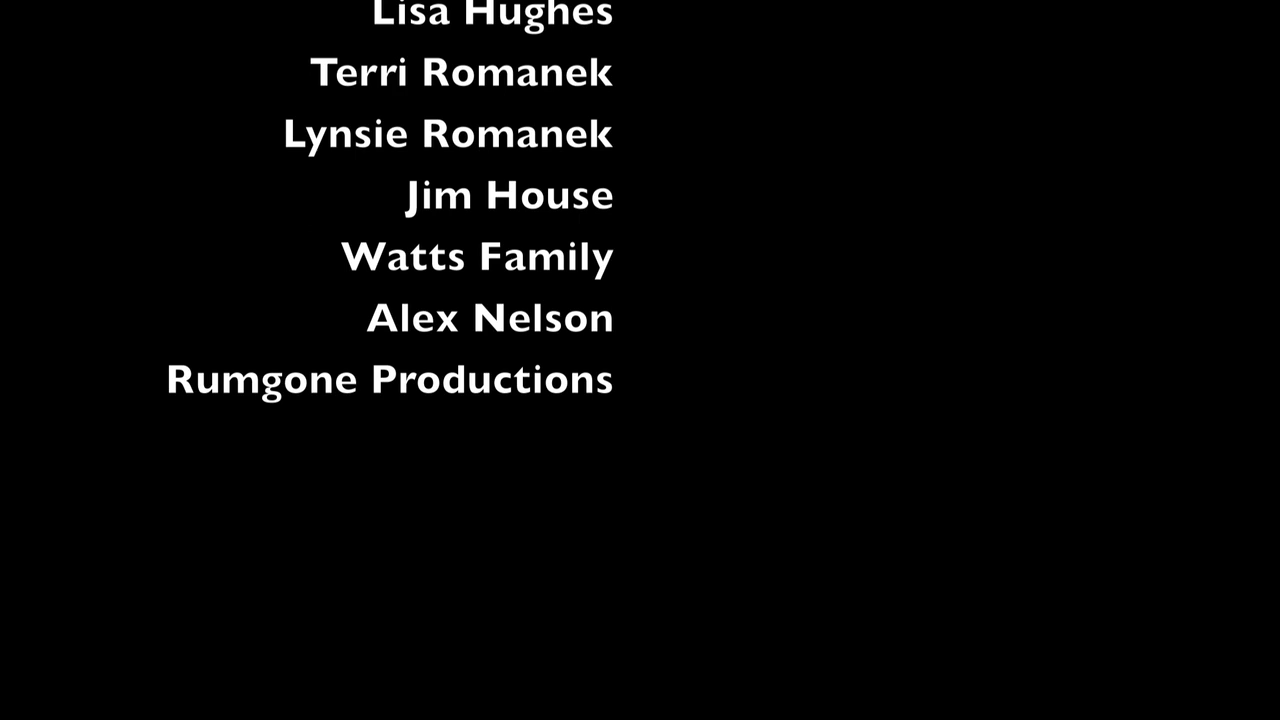 Lisa Hughes
Terri Romanek
Lynsie Romanek
Jim House
Watts Family
Alex Nelson
Rumgone Productions